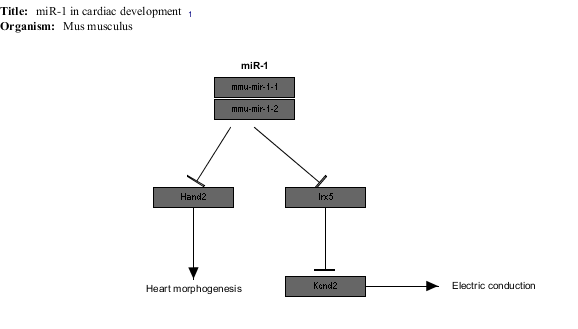 Title: miR-1 in cardiac development 1
Organism: Mus musculus
miR-1
mmu-mir-1-1
mmu-mir-1-2
Hand2 Irx5
Heart morphogenesis
Kcnd2 Electric conduction